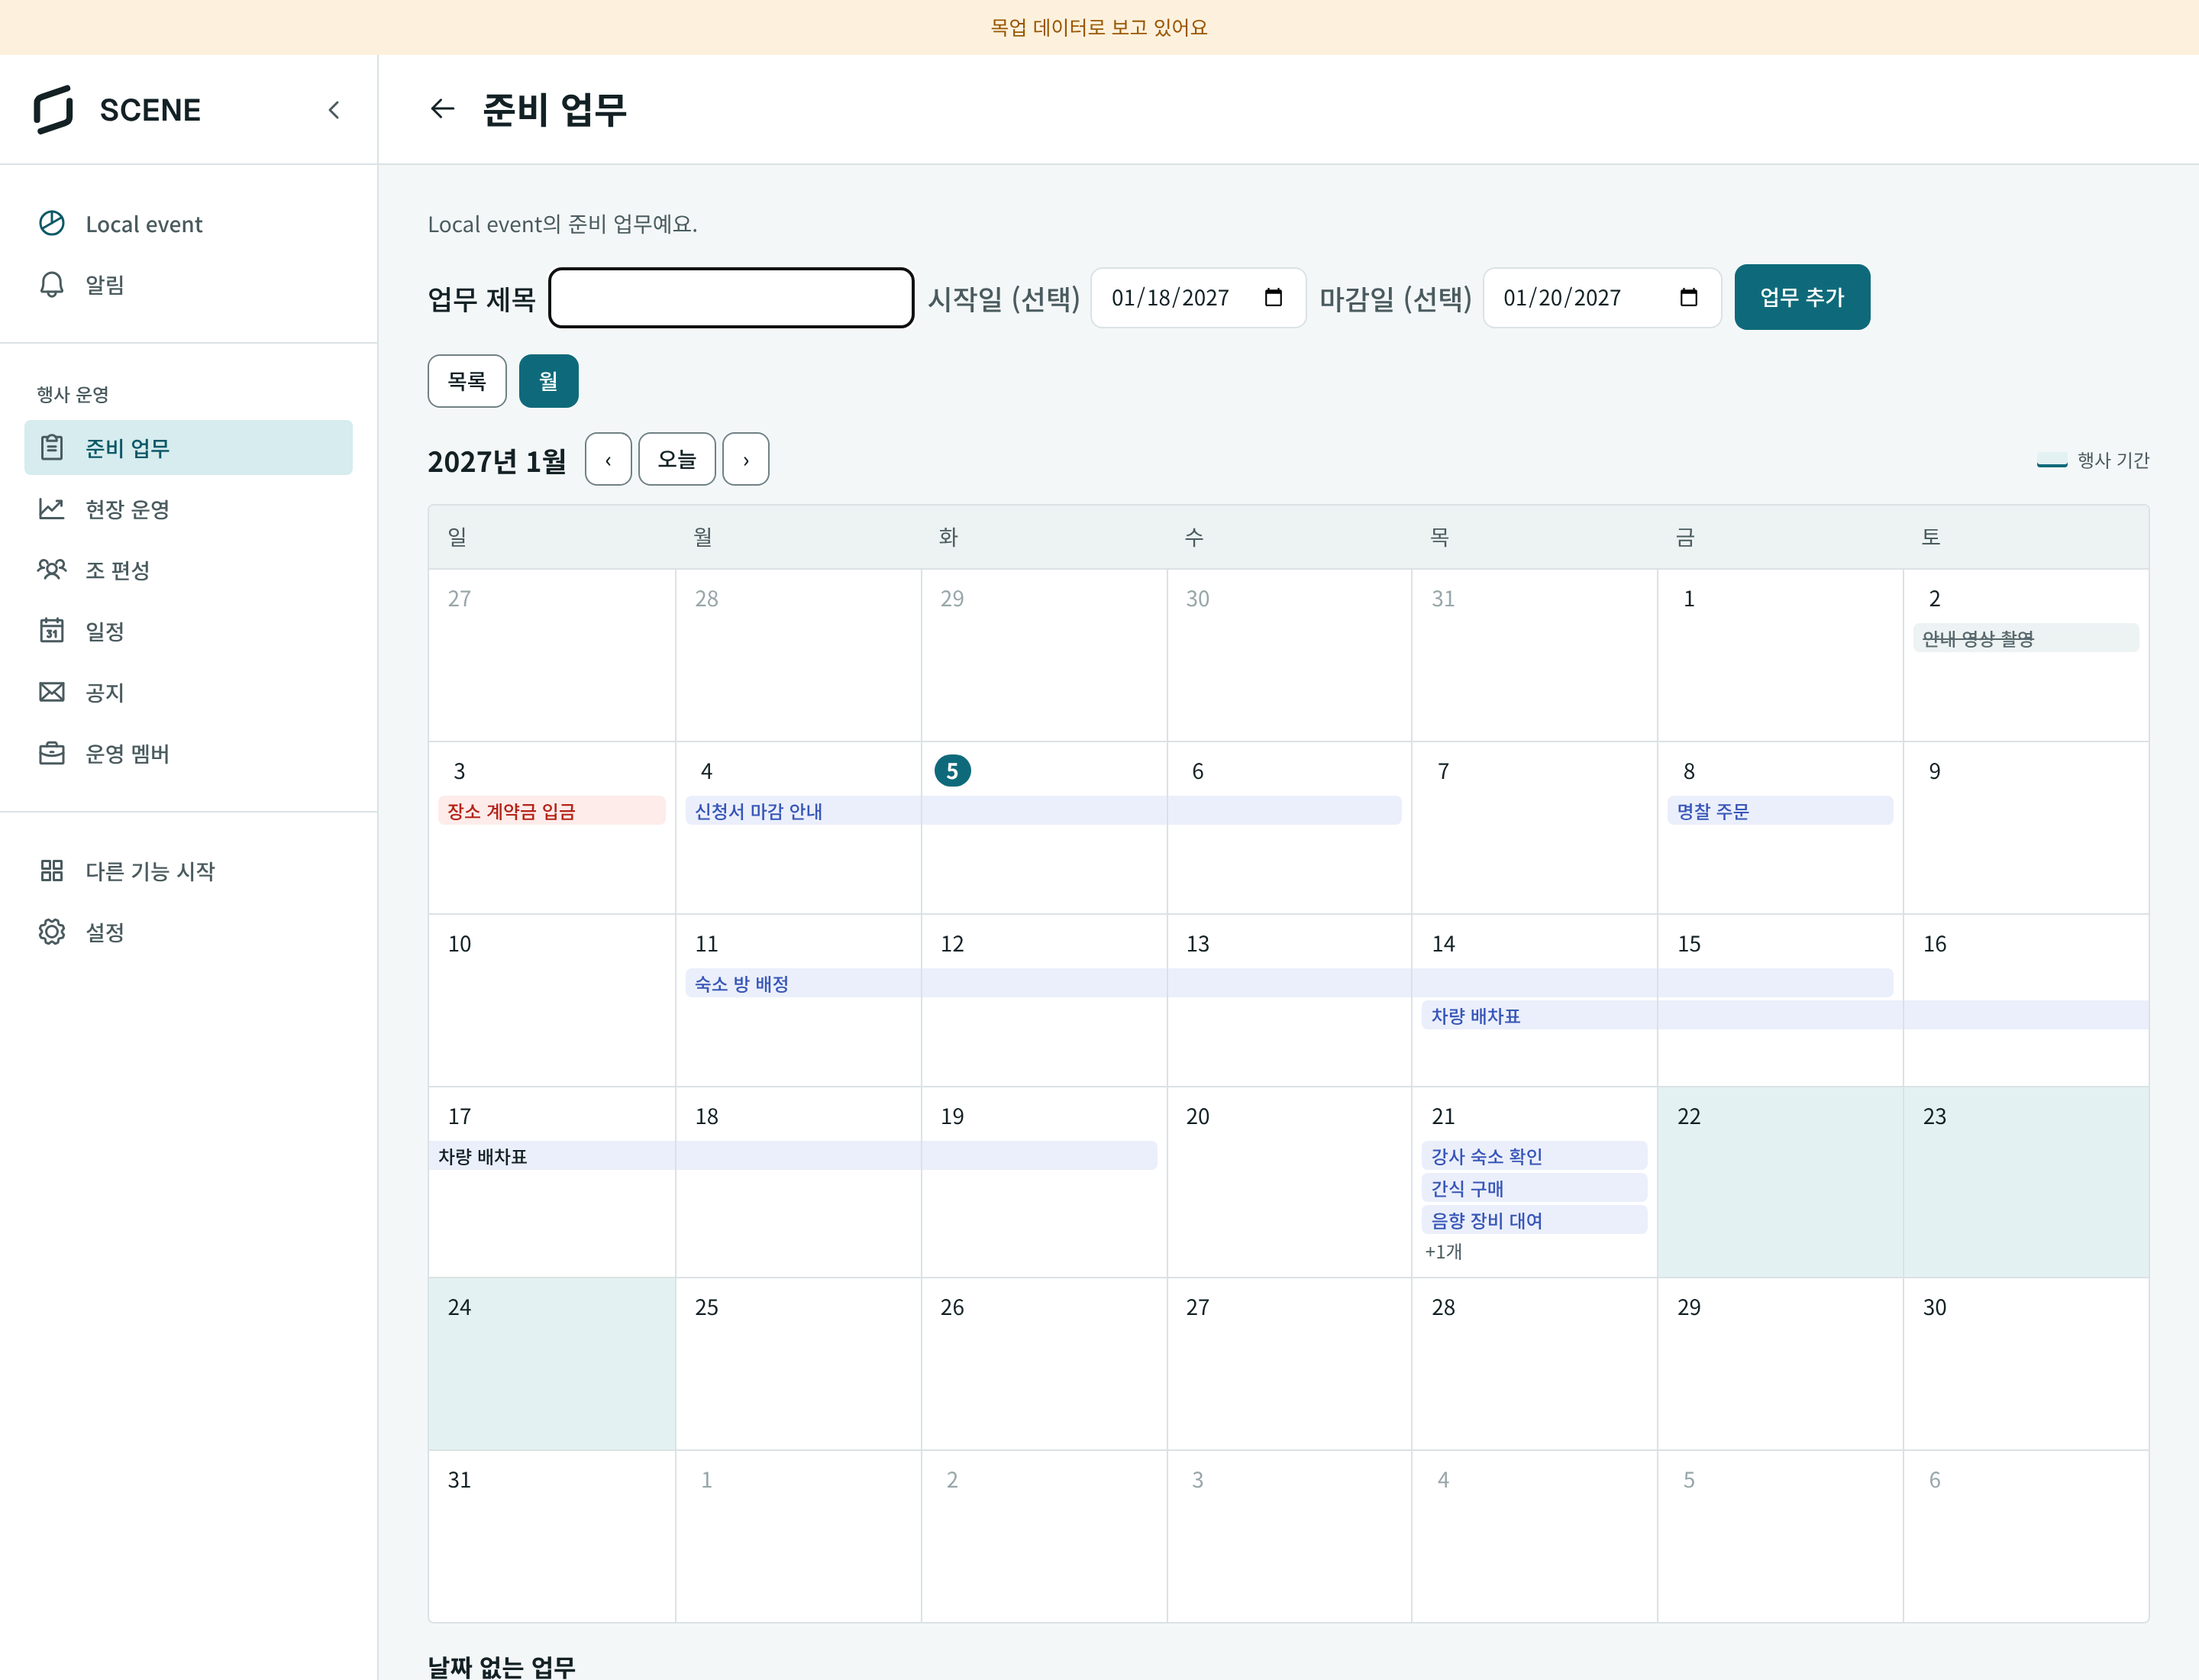 목업 데이터로 보고 있어요
SCENE
준비 업무
Local event
알림
행사 운영
준비 업무
현장 운영
조 편성
31
일정
공지
운영 멤버
다른 기능 시작
설정
Local event의 준비 업무예요.
업무 제목 시작일 (선택) 01/18/2027 마감일 (선택) 01/20/2027 업무 추가
목록 월
2027년 1월 ‹ 오늘 › 행사 기간
일 월 화 수 목 금 토
27 28 29 30 31 1 2
안내 영상 촬영
3 4 5 6 7 8 9
장소 계약금 입금 신청서 마감 안내 명찰 주문
10 11 12 13 14 15 16
숙소 방 배정
차량 배차표
17 18 19 20 21 22 23
차량 배차표 강사 숙소 확인
간식 구매
음향 장비 대여
+1개
24 25 26 27 28 29 30
31 1 2 3 4 5 6
날짜 없는 업무